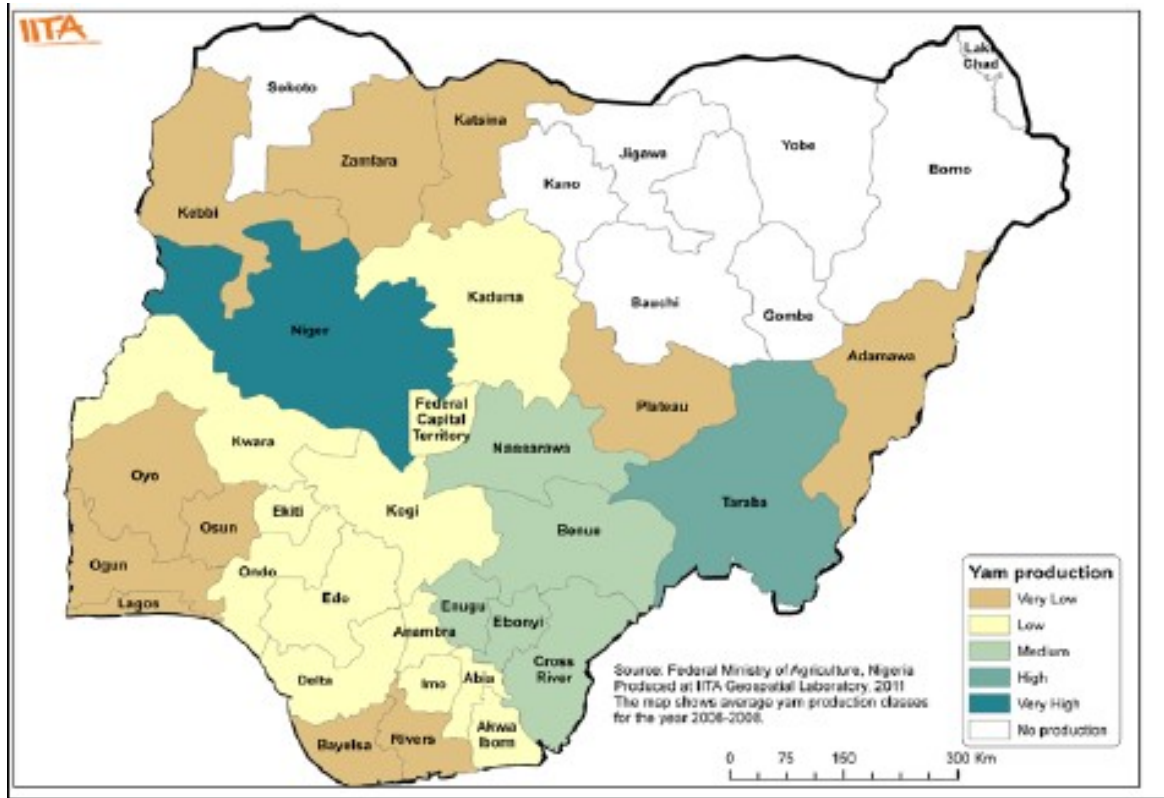 IITA
Lake
Chad
Sokoto
Katsina
Yobe
Jigawa
Zamfara
Borno
Kano
Kebbi
Kaduna
Bauchi
Gombe
Niger
Adamawa
Federal
Capital
Territory
Plateau
Kwara
Nassarawa
Oyo
Taraba
Ekiti
Kogi
Osun
Benue
Ogun
Ondo
Edo
Lagos
Enugu
Ebonyi
Anambra
Cross
River
Delta
Imo
Abia
Akwa
Ibom
Bayelsa
Rivers
Source: Federal Ministry of Agriculture, Nigeria
Produced at IITA Geospatial Laboratory, 2011
The map shows average yam production classes
for the year 2006-2008.
Yam production
Very Low
Low
Medium
High
Very High
No production
0 75 150 300 Km